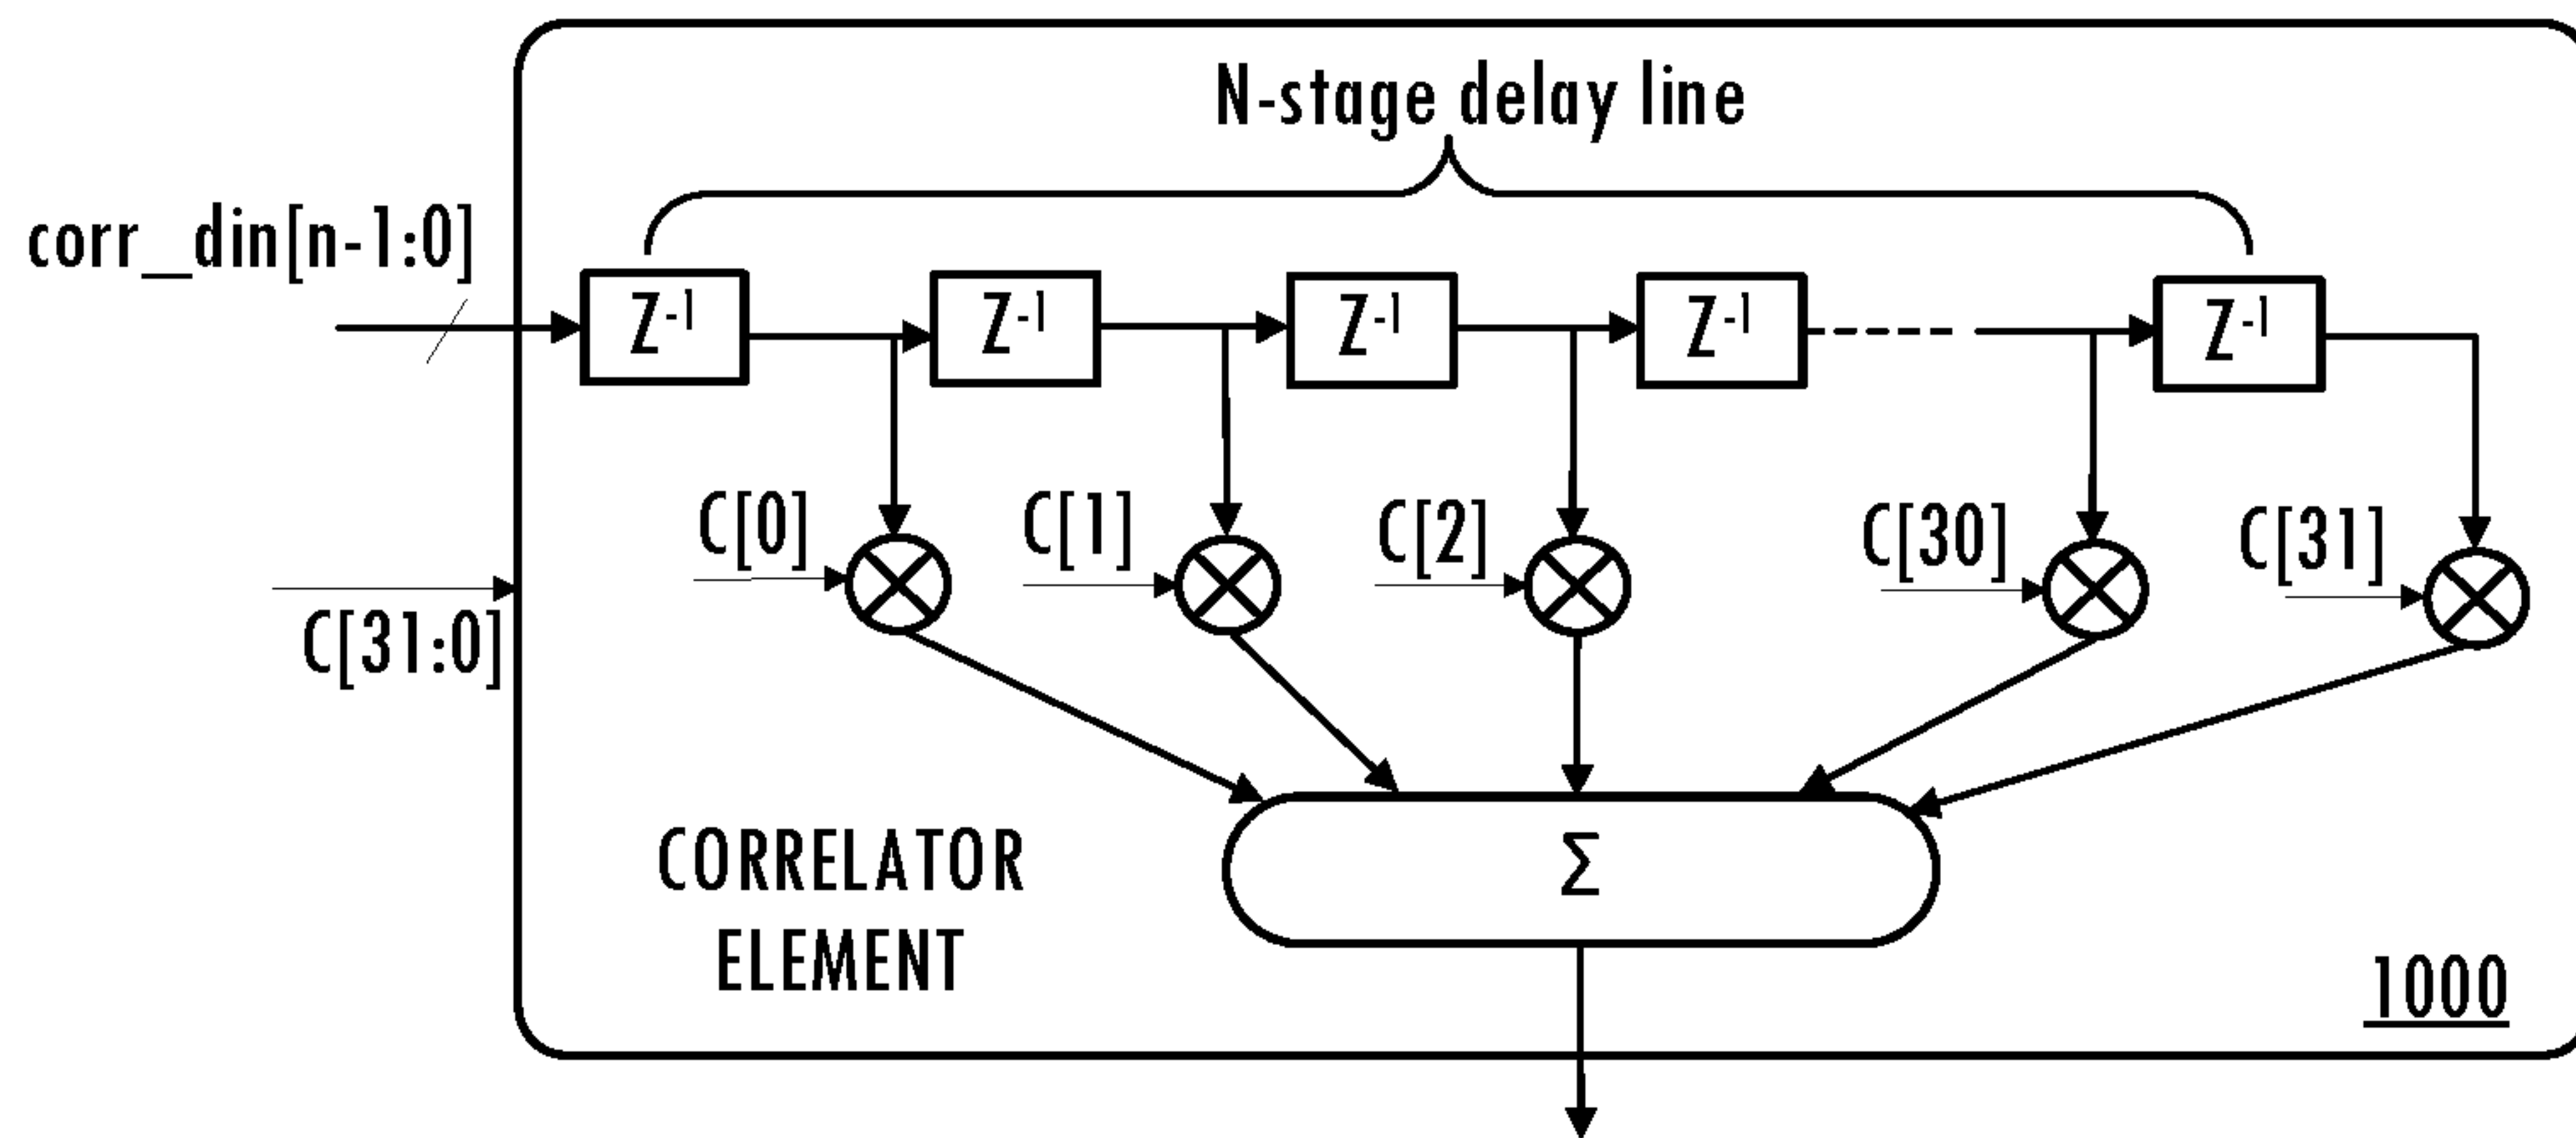 N-stage delay line
corr_din[n-1:0]
Z-1 Z-1 Z-1 Z-1 Z-1
C[0] C[1] C[2] C[30] C[31]
C[31:0]
Σ
CORRELATOR
ELEMENT
1000